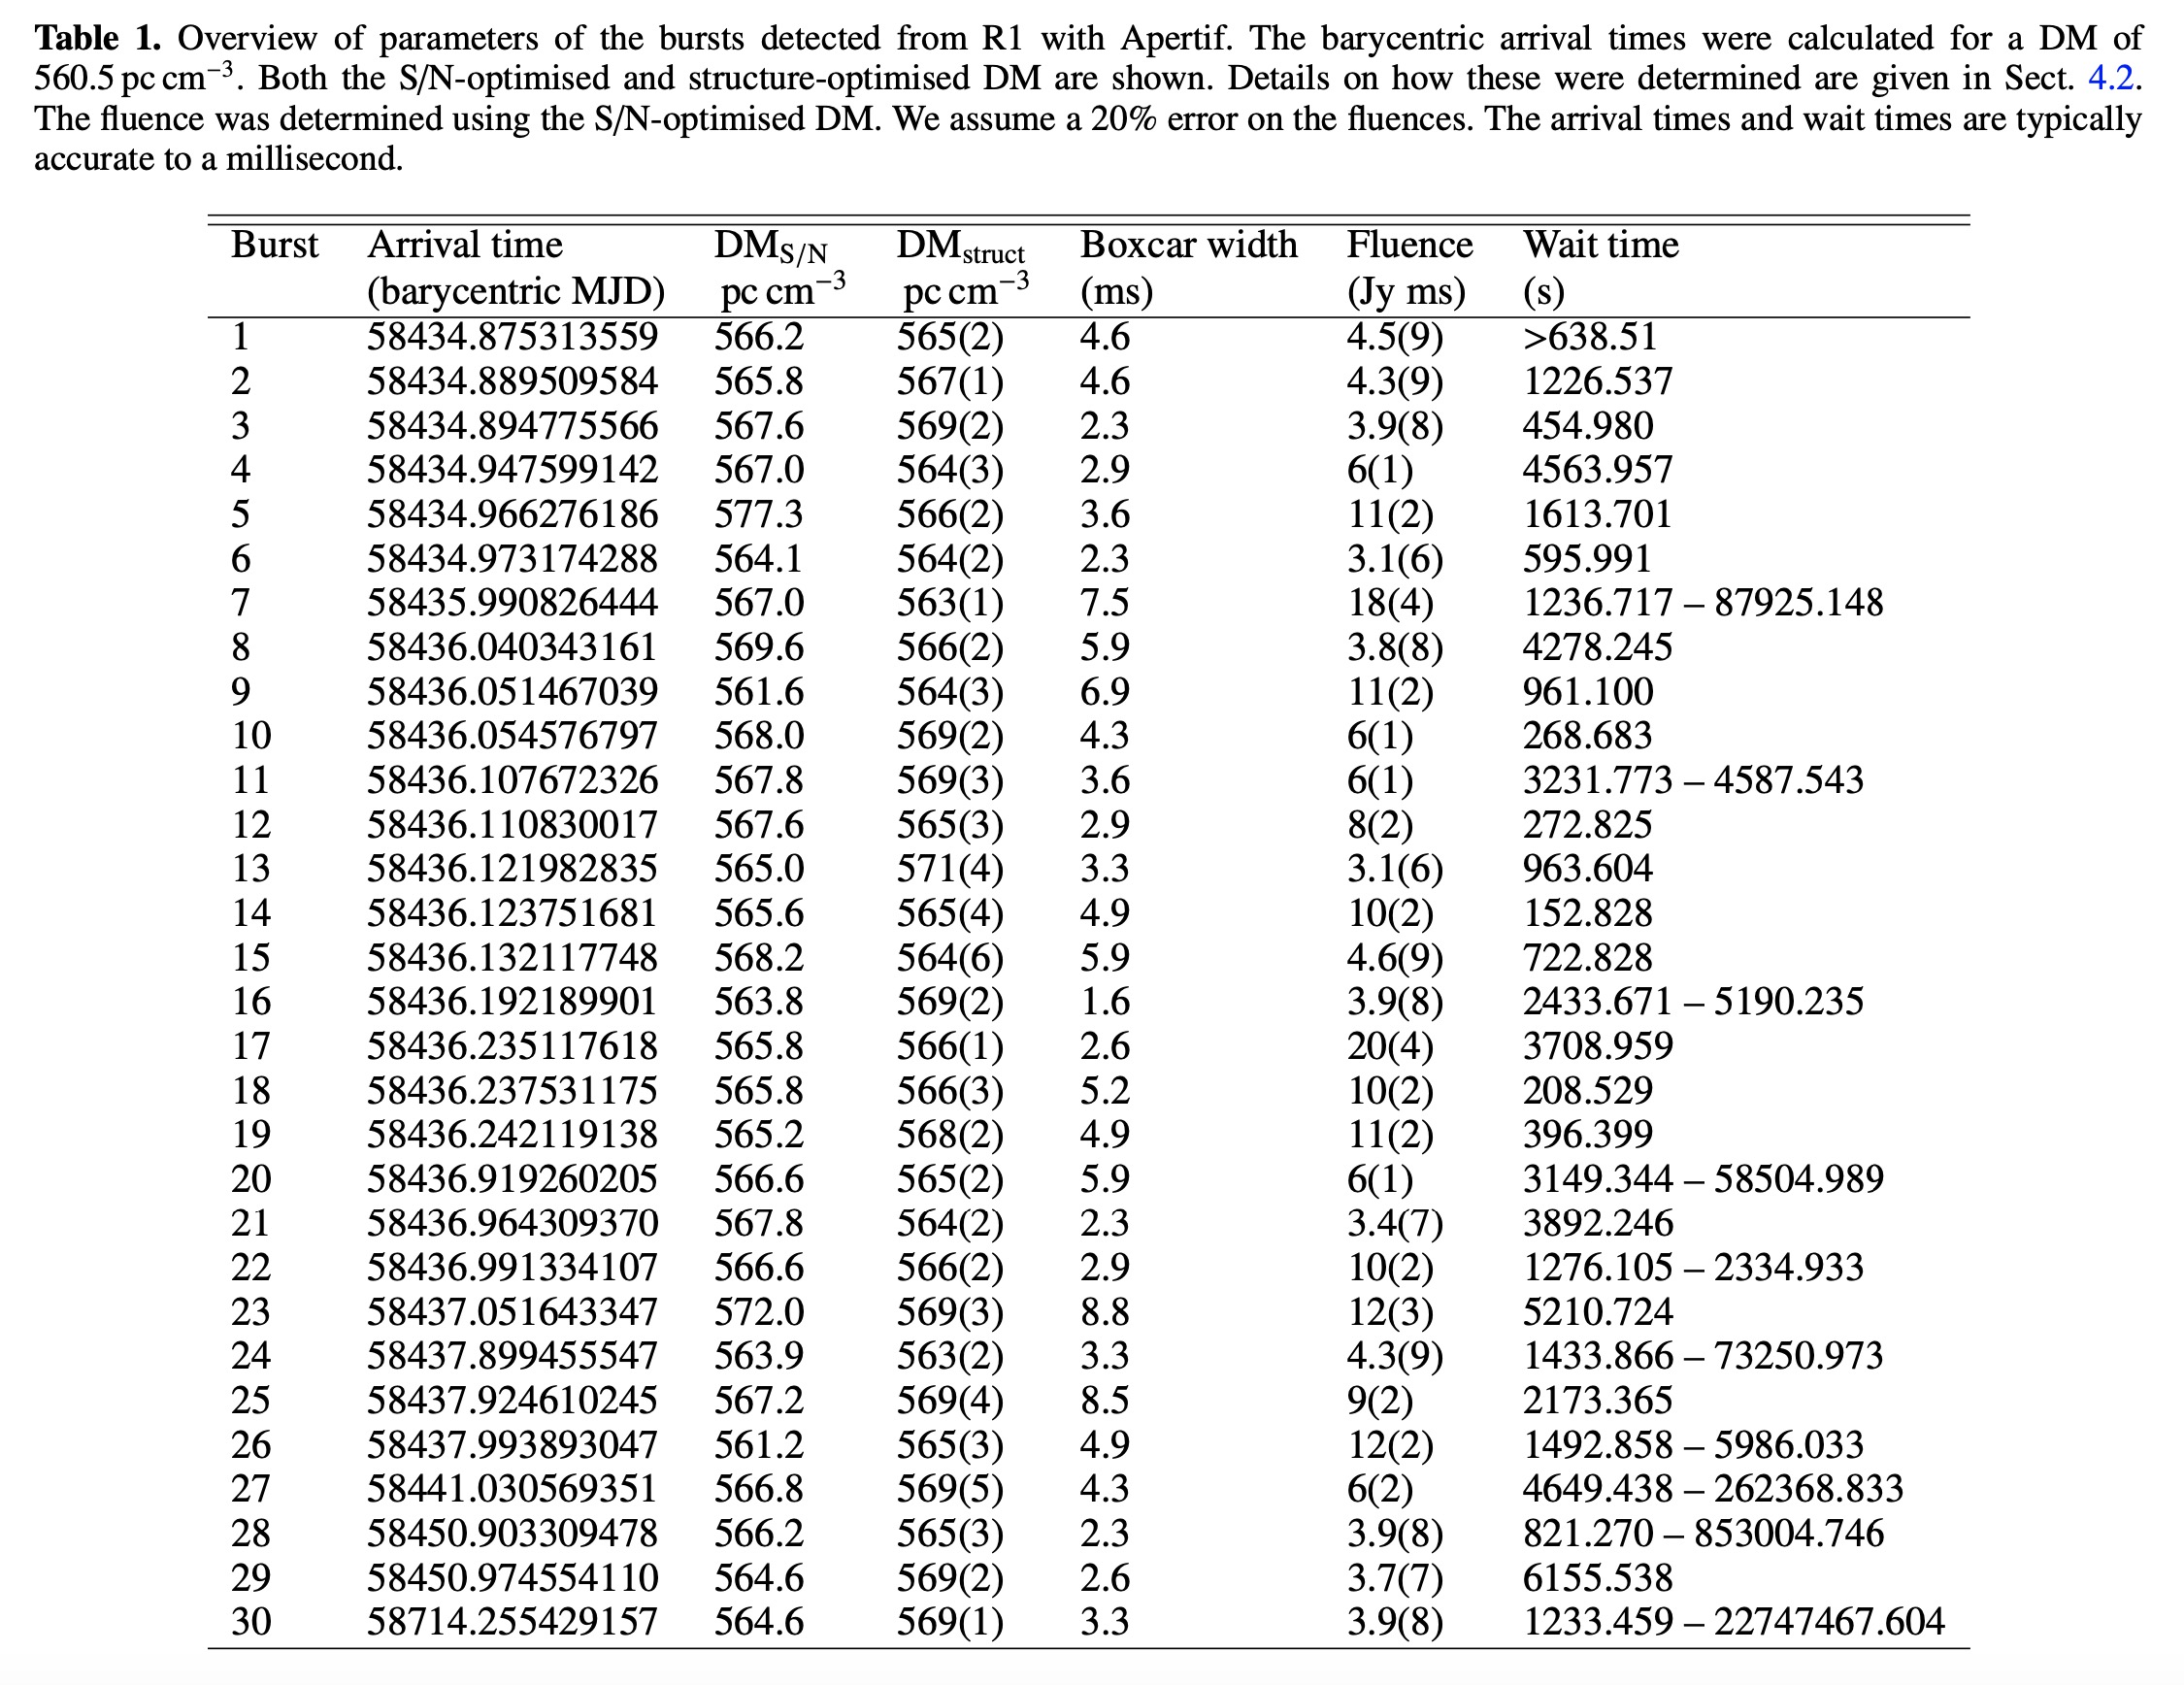 Table 1. Overview of parameters of the bursts detected from R1 with Apertif. The barycentric arrival times were calculated for a DM of
560.5 pc cm⁻³. Both the S/N-optimised and structure-optimised DM are shown. Details on how these were determined are given in Sect. 4.2.
The fluence was determined using the S/N-optimised DM. We assume a 20% error on the fluences. The arrival times and wait times are typically
accurate to a millisecond.
Burst Arrival time DM_S/N DM_struct Boxcar width Fluence Wait time
(barycentric MJD) pc cm⁻³ pc cm⁻³ (ms) (Jy ms) (s)
1 58434.875313559 566.2 565(2) 4.6 4.5(9) >638.51
2 58434.889509584 565.8 567(1) 4.6 4.3(9) 1226.537
3 58434.894775566 567.6 569(2) 2.3 3.9(8) 454.980
4 58434.947599142 567.0 564(3) 2.9 6(1) 4563.957
5 58434.966276186 577.3 566(2) 3.6 11(2) 1613.701
6 58434.973174288 564.1 564(2) 2.3 3.1(6) 595.991
7 58435.990826444 567.0 563(1) 7.5 18(4) 1236.717 – 87925.148
8 58436.040343161 569.6 566(2) 5.9 3.8(8) 4278.245
9 58436.051467039 561.6 564(3) 6.9 11(2) 961.100
10 58436.054576797 568.0 569(2) 4.3 6(1) 268.683
11 58436.107672326 567.8 569(3) 3.6 6(1) 3231.773 – 4587.543
12 58436.110830017 567.6 565(3) 2.9 8(2) 272.825
13 58436.121982835 565.0 571(4) 3.3 3.1(6) 963.604
14 58436.123751681 565.6 565(4) 4.9 10(2) 152.828
15 58436.132117748 568.2 564(6) 5.9 4.6(9) 722.828
16 58436.192189901 563.8 569(2) 1.6 3.9(8) 2433.671 – 5190.235
17 58436.235117618 565.8 566(1) 2.6 20(4) 3708.959
18 58436.237531175 565.8 566(3) 5.2 10(2) 208.529
19 58436.242119138 565.2 568(2) 4.9 11(2) 396.399
20 58436.919260205 566.6 565(2) 5.9 6(1) 3149.344 – 58504.989
21 58436.964309370 567.8 564(2) 2.3 3.4(7) 3892.246
22 58436.991334107 566.6 566(2) 2.9 10(2) 1276.105 – 2334.933
23 58437.051643347 572.0 569(3) 8.8 12(3) 5210.724
24 58437.899455547 563.9 563(2) 3.3 4.3(9) 1433.866 – 73250.973
25 58437.924610245 567.2 569(4) 8.5 9(2) 2173.365
26 58437.993893047 561.2 565(3) 4.9 12(2) 1492.858 – 5986.033
27 58441.030569351 566.8 569(5) 4.3 6(2) 4649.438 – 262368.833
28 58450.903309478 566.2 565(3) 2.3 3.9(8) 821.270 – 853004.746
29 58450.974554110 564.6 569(2) 2.6 3.7(7) 6155.538
30 58714.255429157 564.6 569(1) 3.3 3.9(8) 1233.459 – 22747467.604